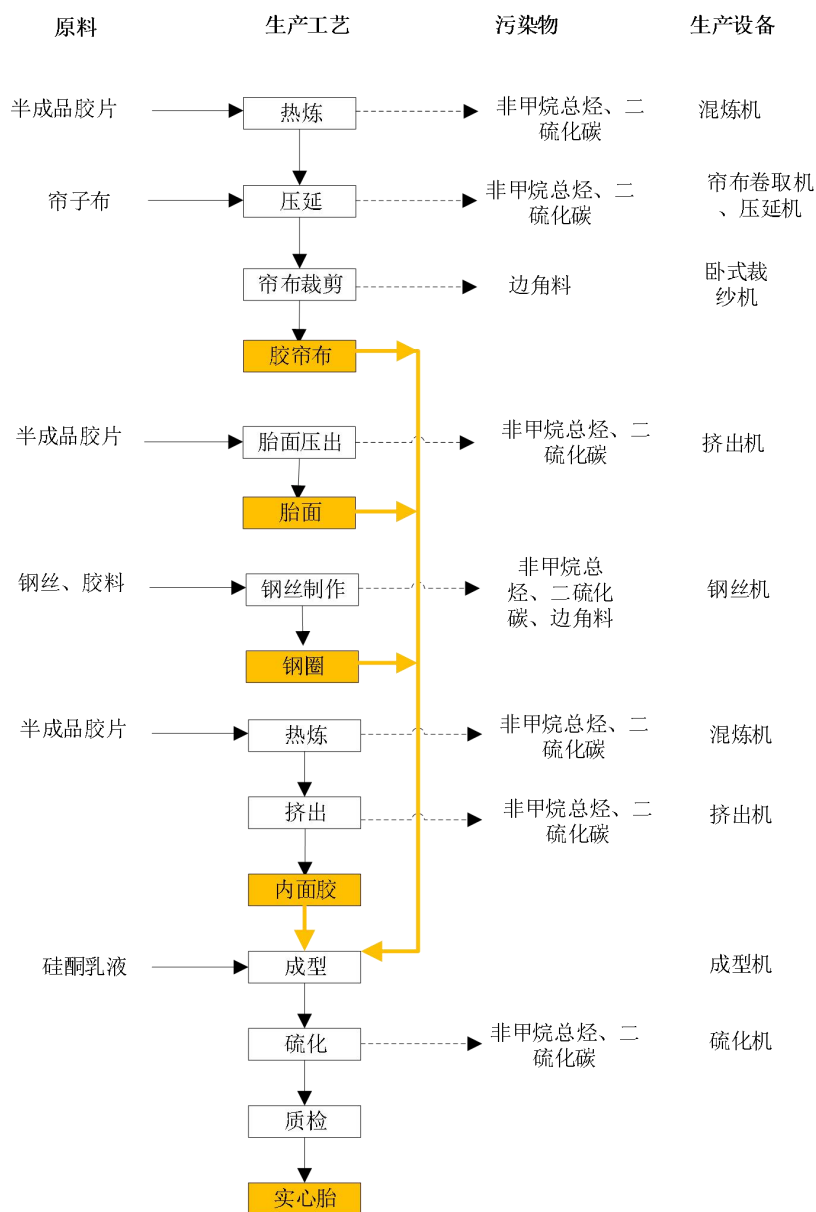 原料
生产工艺
污染物
生产设备
半成品胶片
热炼
非甲烷总烃、二
硫化碳
混炼机
帘子布
压延
非甲烷总烃、二
硫化碳
帘布卷取机
、压延机
帘布裁剪
边角料
卧式裁
纱机
胶帘布
半成品胶片
胎面压出
非甲烷总烃、二
硫化碳
挤出机
胎面
钢丝、胶料
钢丝制作
非甲烷总
烃、二硫化
碳、边角料
钢丝机
钢圈
半成品胶片
热炼
非甲烷总烃、二
硫化碳
混炼机
挤出
非甲烷总烃、二
硫化碳
挤出机
内面胶
硅酮乳液
成型
成型机
硫化
非甲烷总烃、二
硫化碳
硫化机
质检
实心胎